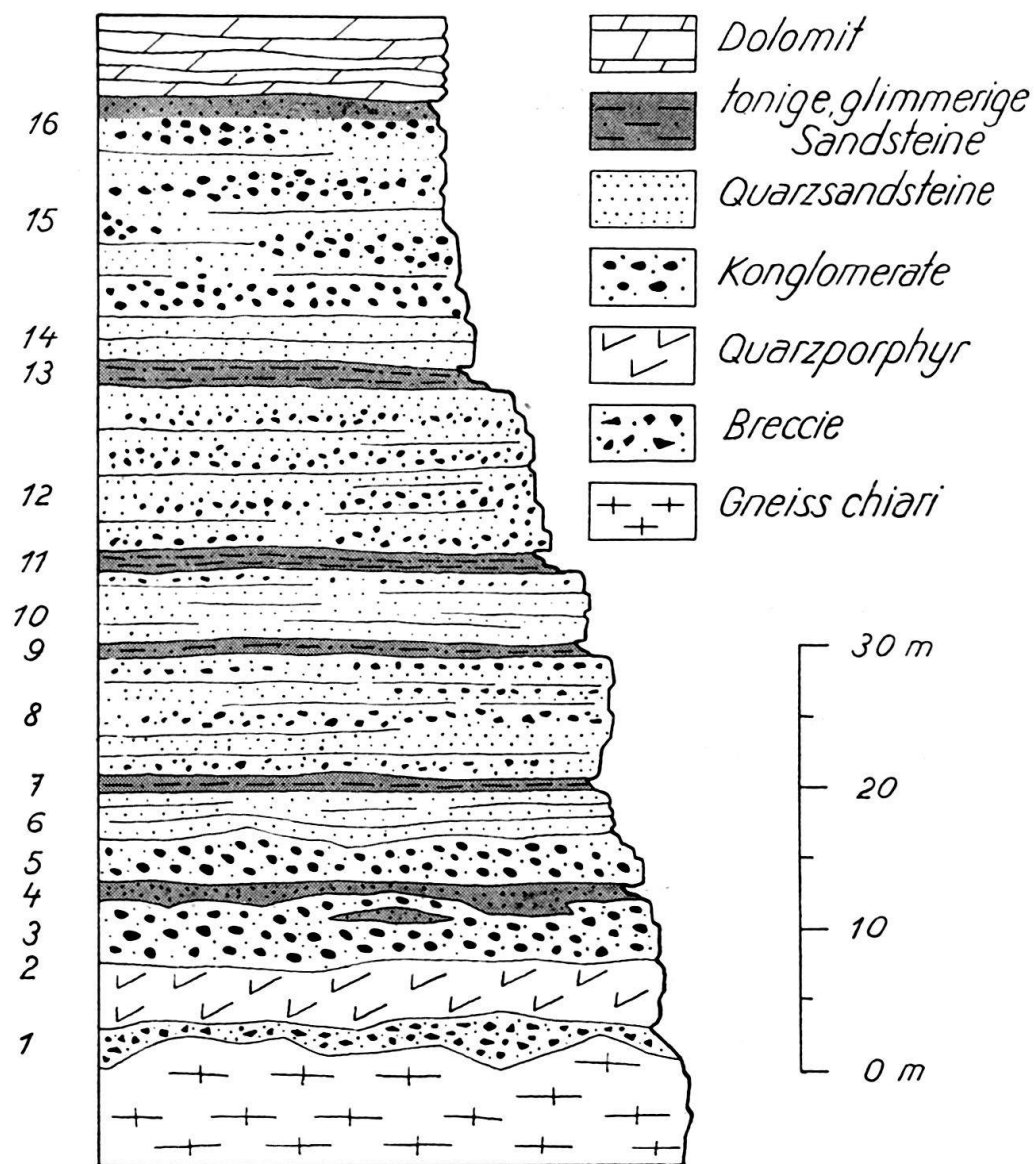 16
15
14
13
12
11
10
9
8
7
6
5
4
3
2
1
Dolomit
tonige, glimmerige
Sandsteine
Quarzsandsteine
Konglomerate
Quarzporphyr
Breccie
Gneiss chiari
30 m
20
10
0 m